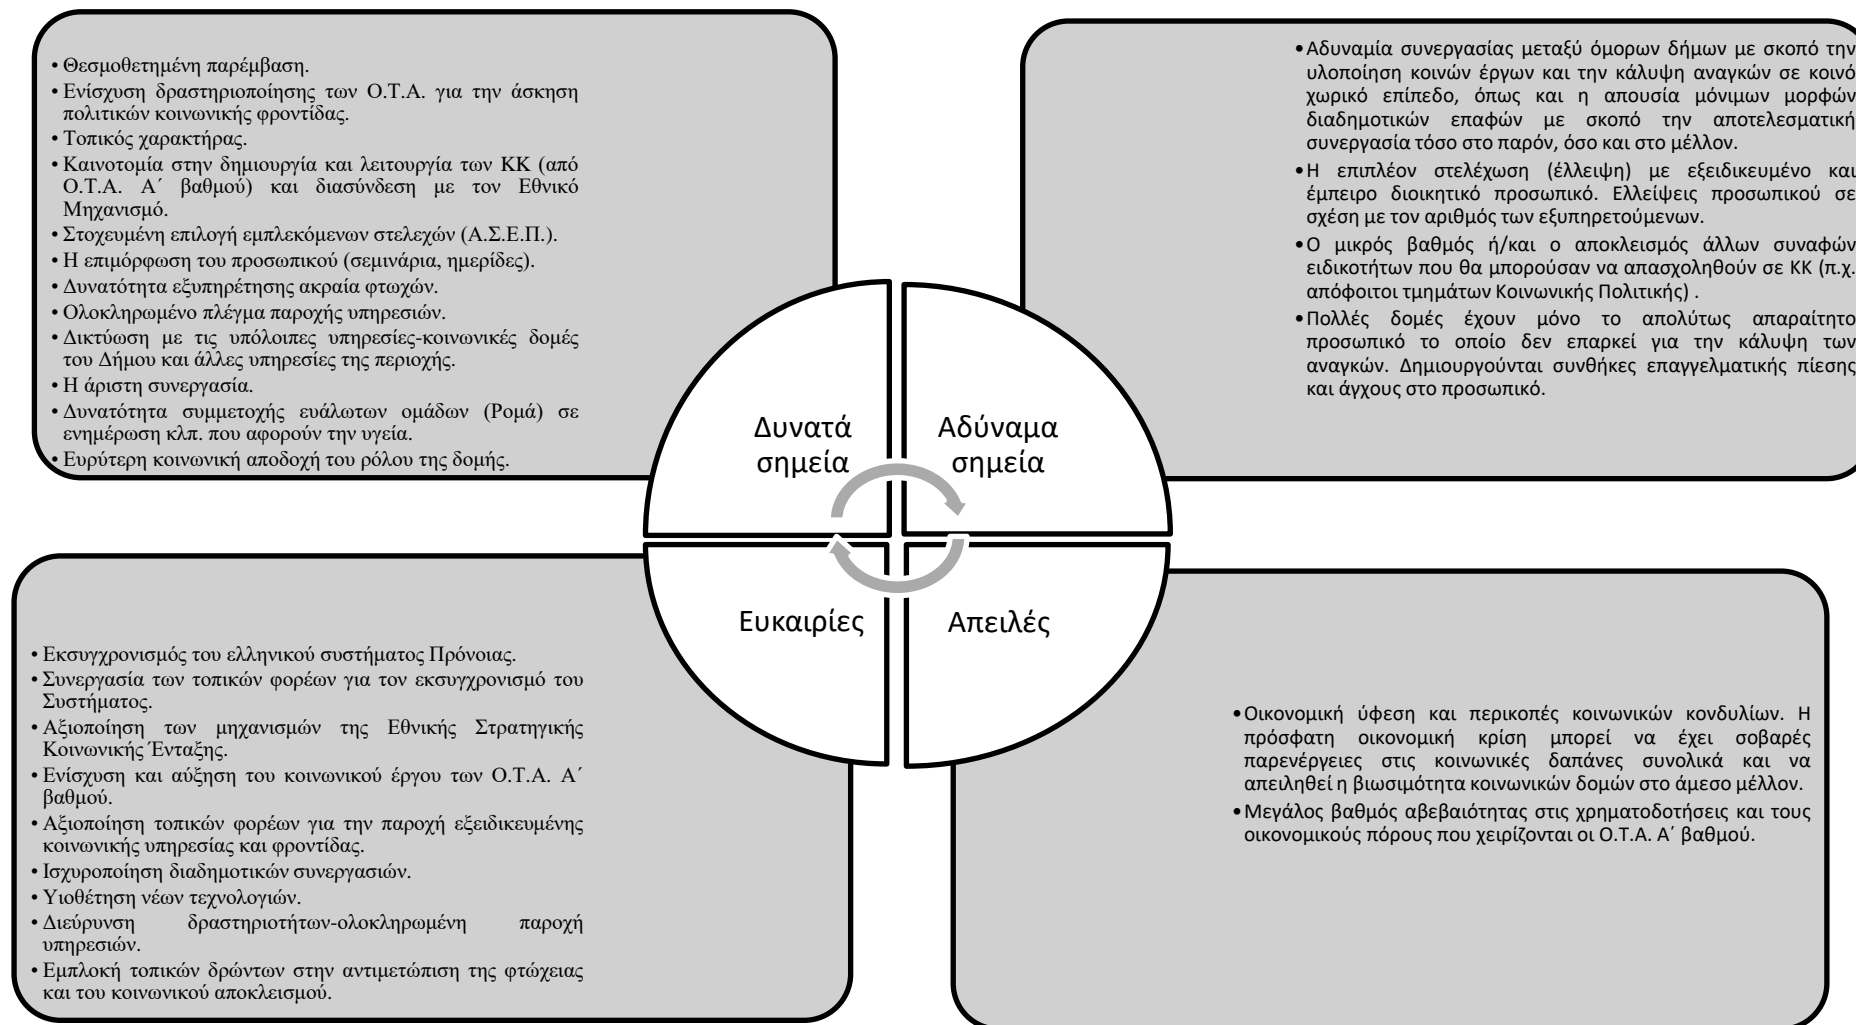 • Θεσμοθετημένη παρέμβαση.
• Ενίσχυση δραστηριοποίησης των Ο.Τ.Α. για την άσκηση
πολιτικών κοινωνικής φροντίδας.
• Τοπικός χαρακτήρας.
• Καινοτομία στην δημιουργία και λειτουργία των ΚΚ (από
Ο.Τ.Α. Α΄ βαθμού) και διασύνδεση με τον Εθνικό
Μηχανισμό.
• Στοχευμένη επιλογή εμπλεκόμενων στελεχών (Α.Σ.Ε.Π.).
• Η επιμόρφωση του προσωπικού (σεμινάρια, ημερίδες).
• Δυνατότητα εξυπηρέτησης ακραία φτωχών.
• Ολοκληρωμένο πλέγμα παροχής υπηρεσιών.
• Δικτύωση με τις υπόλοιπες υπηρεσίες-κοινωνικές δομές
του Δήμου και άλλες υπηρεσίες της περιοχής.
• Η άριστη συνεργασία.
• Δυνατότητα συμμετοχής ευάλωτων ομάδων (Ρομά) σε
ενημέρωση κλπ. που αφορούν την υγεία.
• Ευρύτερη κοινωνική αποδοχή του ρόλου της δομής.
•Αδυναμία συνεργασίας μεταξύ όμορων δήμων με σκοπό την
υλοποίηση κοινών έργων και την κάλυψη αναγκών σε κοινό
χωρικό επίπεδο, όπως και η απουσία μόνιμων μορφών
διαδημοτικών επαφών με σκοπό την αποτελεσματική
συνεργασία τόσο στο παρόν, όσο και στο μέλλον.
•Η επιπλέον στελέχωση (έλλειψη) με εξειδικευμένο και
έμπειρο διοικητικό προσωπικό. Ελλείψεις προσωπικού σε
σχέση με τον αριθμός των εξυπηρετούμενων.
•Ο μικρός βαθμός ή/και ο αποκλεισμός άλλων συναφών
ειδικοτήτων που θα μπορούσαν να απασχοληθούν σε ΚΚ (π.χ.
απόφοιτοι τμημάτων Κοινωνικής Πολιτικής) .
•Πολλές δομές έχουν μόνο το απολύτως απαραίτητο
προσωπικό το οποίο δεν επαρκεί για την κάλυψη των
αναγκών. Δημιουργούνται συνθήκες επαγγελματικής πίεσης
και άγχους στο προσωπικό.
Δυνατά
σημεία
Αδύναμα
σημεία
Ευκαιρίες
Απειλές
• Εκσυγχρονισμός του ελληνικού συστήματος Πρόνοιας.
• Συνεργασία των τοπικών φορέων για τον εκσυγχρονισμό του
Συστήματος.
• Αξιοποίηση των μηχανισμών της Εθνικής Στρατηγικής
Κοινωνικής Ένταξης.
• Ενίσχυση και αύξηση του κοινωνικού έργου των Ο.Τ.Α. Α΄
βαθμού.
• Αξιοποίηση τοπικών φορέων για την παροχή εξειδικευμένης
κοινωνικής υπηρεσίας και φροντίδας.
• Ισχυροποίηση διαδημοτικών συνεργασιών.
• Υιοθέτηση νέων τεχνολογιών.
• Διεύρυνση δραστηριοτήτων-ολοκληρωμένη παροχή
υπηρεσιών.
• Εμπλοκή τοπικών δρώντων στην αντιμετώπιση της φτώχειας
και του κοινωνικού αποκλεισμού.
•Οικονομική ύφεση και περικοπές κοινωνικών κονδυλίων. Η
πρόσφατη οικονομική κρίση μπορεί να έχει σοβαρές
παρενέργειες στις κοινωνικές δαπάνες συνολικά και να
απειληθεί η βιωσιμότητα κοινωνικών δομών στο άμεσο μέλλον.
•Μεγάλος βαθμός αβεβαιότητας στις χρηματοδοτήσεις και τους
οικονομικούς πόρους που χειρίζονται οι Ο.Τ.Α. Α΄ βαθμού.